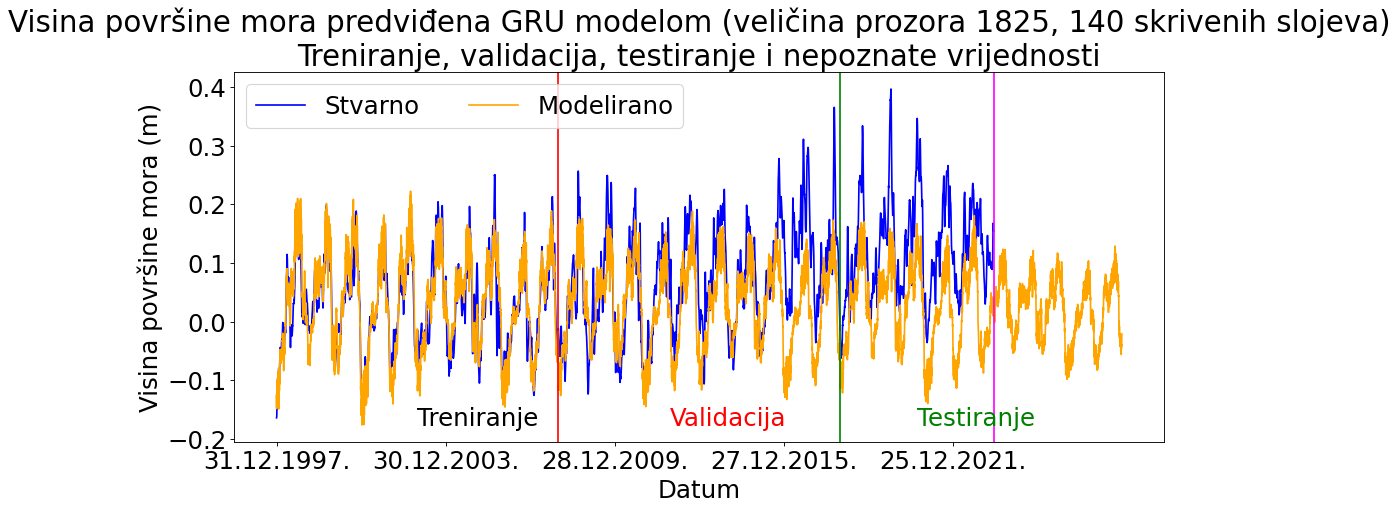 Visina površine mora predviđena GRU modelom (veličina prozora 1825, 140 skrivenih slojeva)
Treniranje, validacija, testiranje i nepoznate vrijednosti
Stvarno Modelirano
Visina površine mora (m)
0.4
0.3
0.2
0.1
0.0
−0.1
−0.2
Treniranje Validacija Testiranje
31.12.1997. 30.12.2003. 28.12.2009. 27.12.2015. 25.12.2021.
Datum